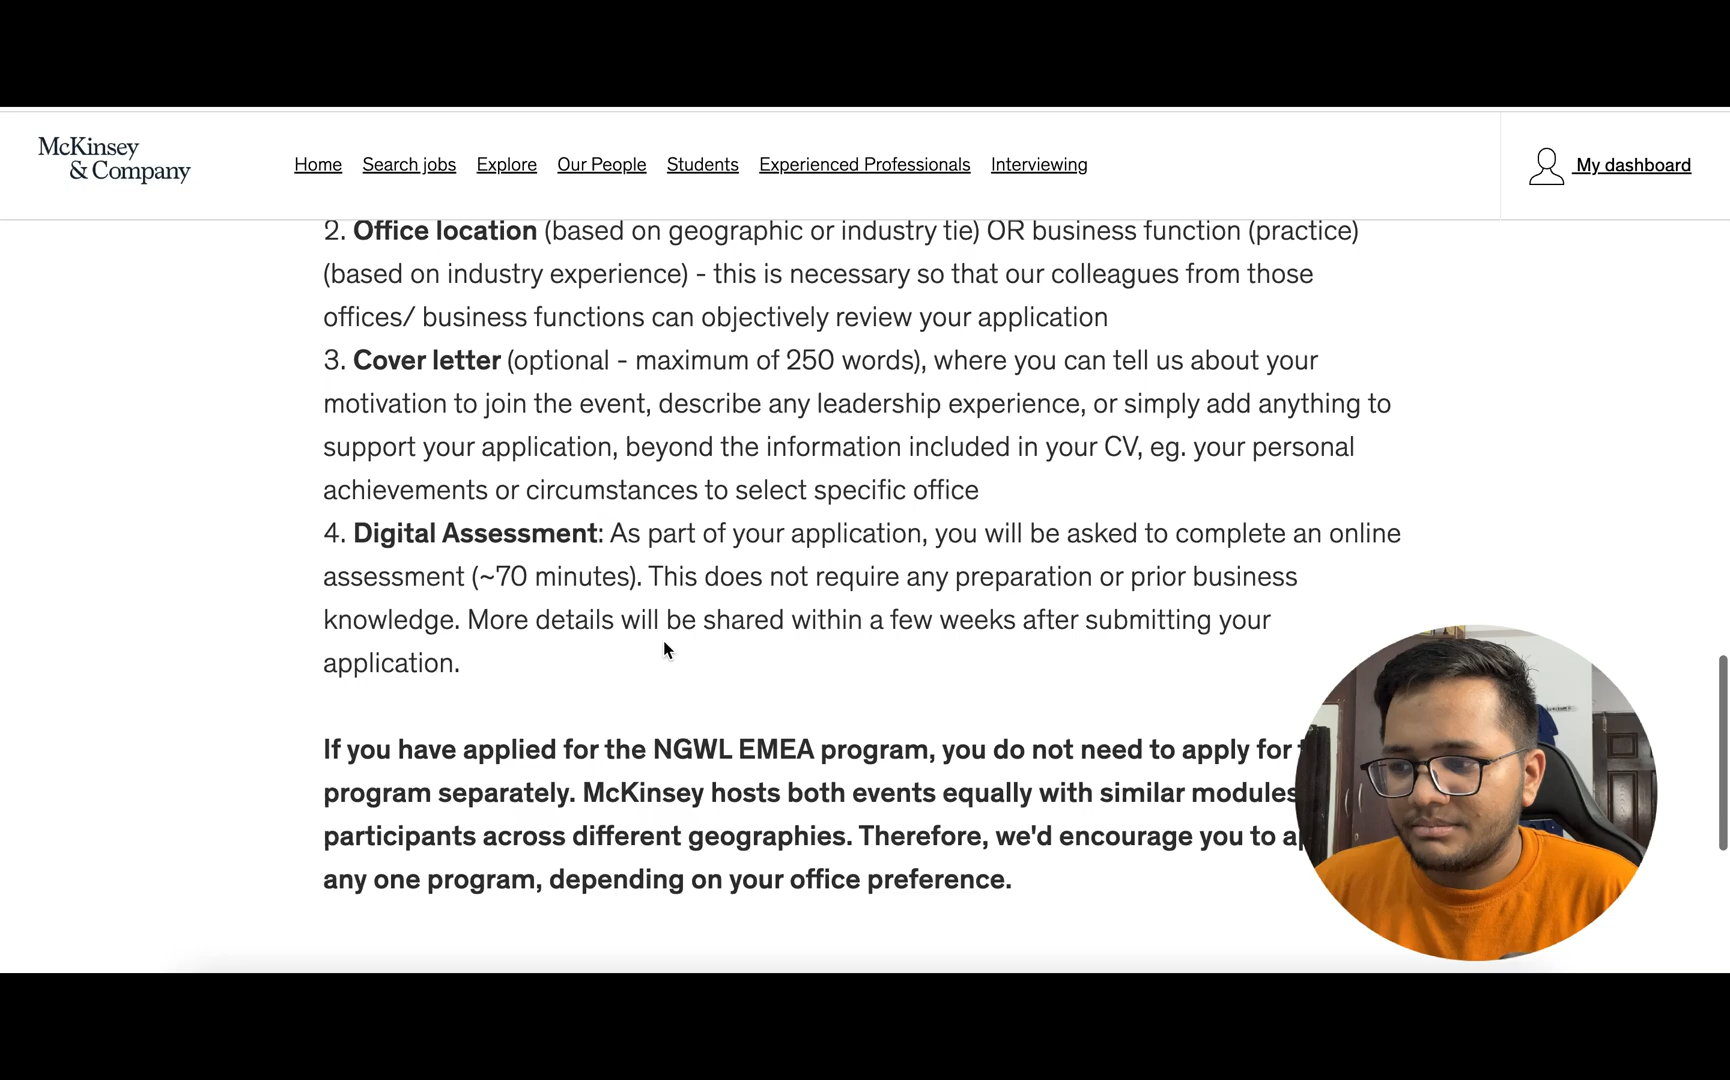 McKinsey
& Company
Home Search jobs Explore Our People Students Experienced Professionals Interviewing
My dashboard
2. Office location (based on geographic or industry tie) OR business function (practice)
(based on industry experience) - this is necessary so that our colleagues from those
offices/ business functions can objectively review your application
3. Cover letter (optional - maximum of 250 words), where you can tell us about your
motivation to join the event, describe any leadership experience, or simply add anything to
support your application, beyond the information included in your CV, eg. your personal
achievements or circumstances to select specific office
4. Digital Assessment: As part of your application, you will be asked to complete an online
assessment (~70 minutes). This does not require any preparation or prior business
knowledge. More details will be shared within a few weeks after submitting your
application.
If you have applied for the NGWL EMEA program, you do not need to apply for
program separately. McKinsey hosts both events equally with similar modules
participants across different geographies. Therefore, we'd encourage you to
any one program, depending on your office preference.